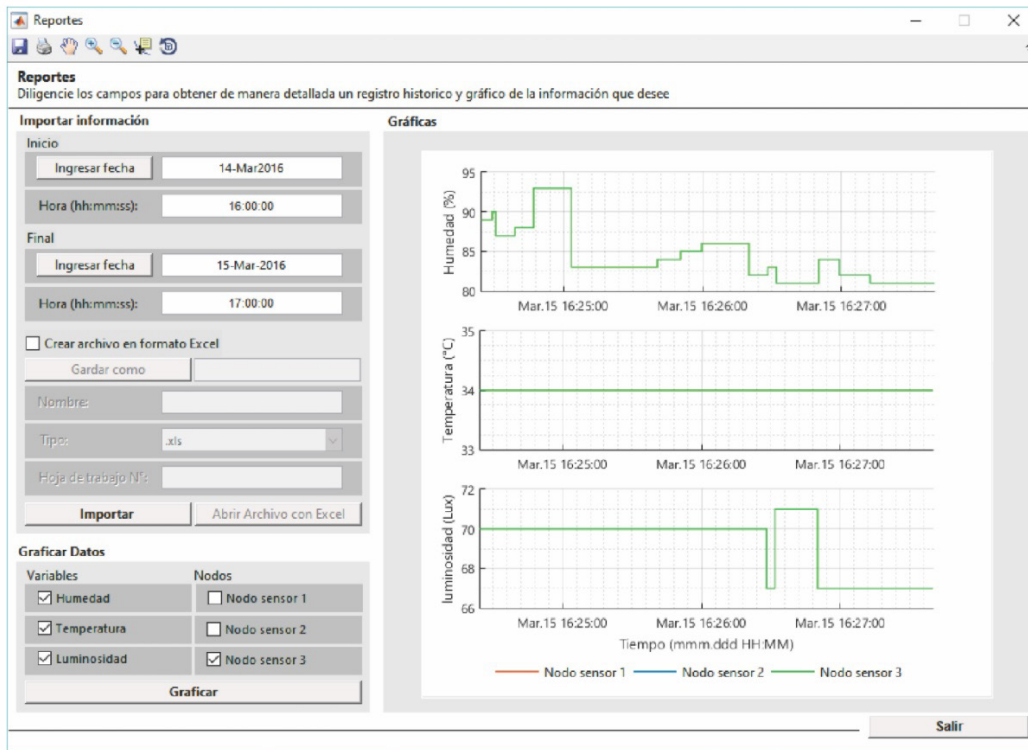 Reportes
Reportes
Diligencie los campos para obtener de manera detallada un registro historico y gráfico de la información que desee
Importar información
Inicio
Ingresar fecha 14-Mar2016
Hora (hh:mm:ss): 16:00:00
Final
Ingresar fecha 15-Mar-2016
Hora (hh:mm:ss): 17:00:00
Crear archivo en formato Excel
Gardar como
Nombre:
Tipo: .xls
Hoja de trabajo N°:
Importar Abrir Archivo con Excel
Graficar Datos
Variables Nodos
Humedad Nodo sensor 1
Temperatura Nodo sensor 2
Luminosidad Nodo sensor 3
Graficar
Gráficas
Humedad (%)
95
90
85
80
Mar.15 16:25:00 Mar.15 16:26:00 Mar.15 16:27:00
Temperatura (°C)
35
34
33
Mar.15 16:25:00 Mar.15 16:26:00 Mar.15 16:27:00
luminosidad (Lux)
72
70
68
66
Mar.15 16:25:00 Mar.15 16:26:00 Mar.15 16:27:00
Tiempo (mmm.ddd HH:MM)
Nodo sensor 1 Nodo sensor 2 Nodo sensor 3
Salir